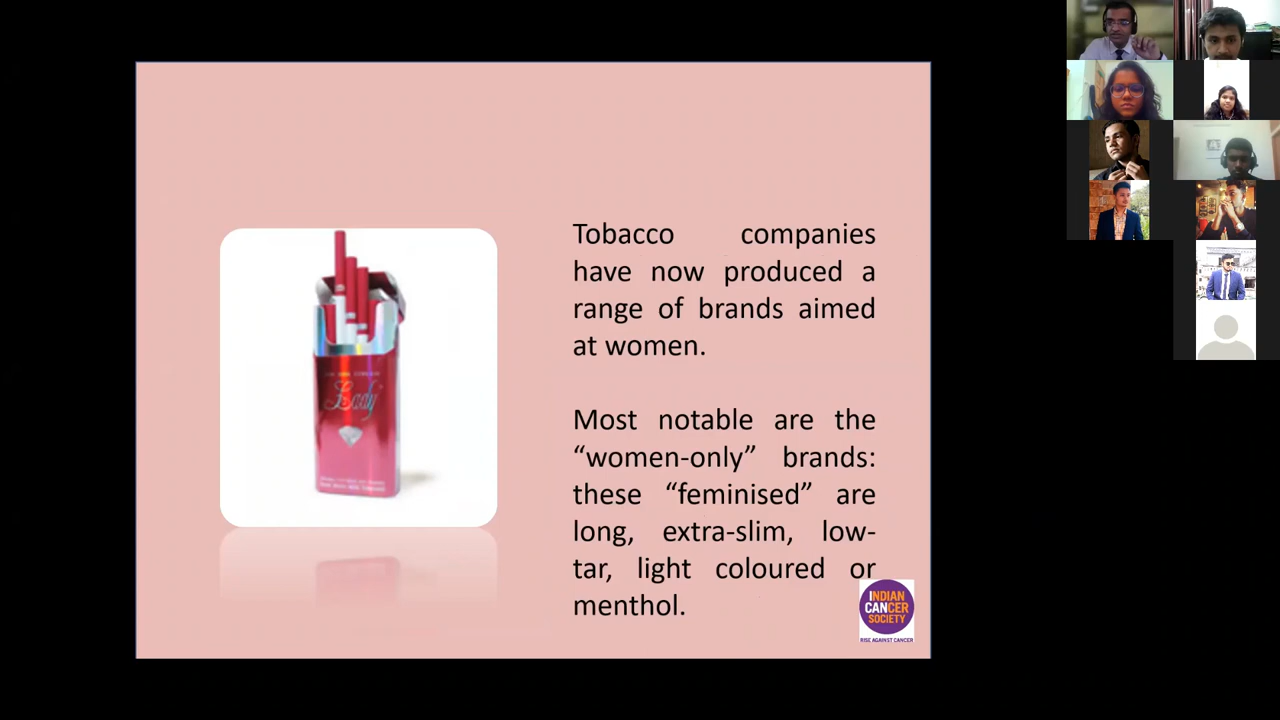 Tobacco companies
have now produced a
range of brands aimed
at women.
Most notable are the
“women-only” brands:
these “feminised” are
long, extra-slim, low-
tar, light coloured or
menthol.
Lady
INDIAN
CANCER
SOCIETY
RISE AGAINST CANCER